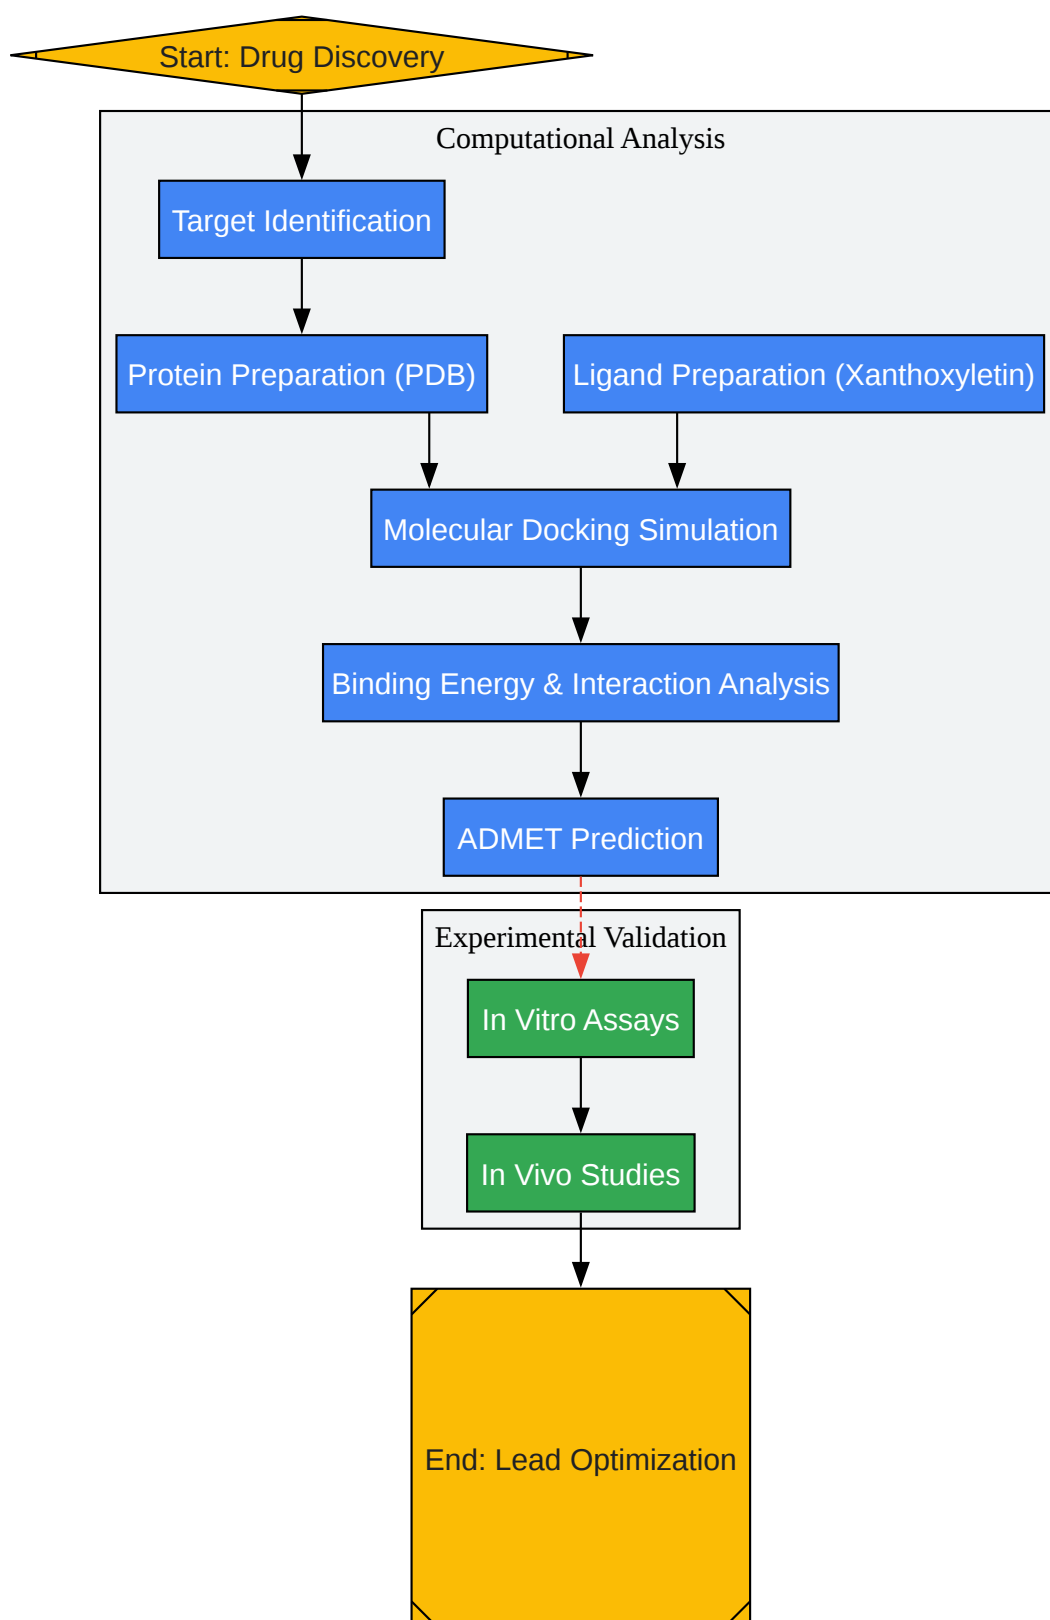 Start: Drug Discovery
Computational Analysis
Target Identification
Protein Preparation (PDB)
Ligand Preparation (Xanthoxyletin)
Molecular Docking Simulation
Binding Energy & Interaction Analysis
ADMET Prediction
Experimental Validation
In Vitro Assays
In Vivo Studies
End: Lead Optimization